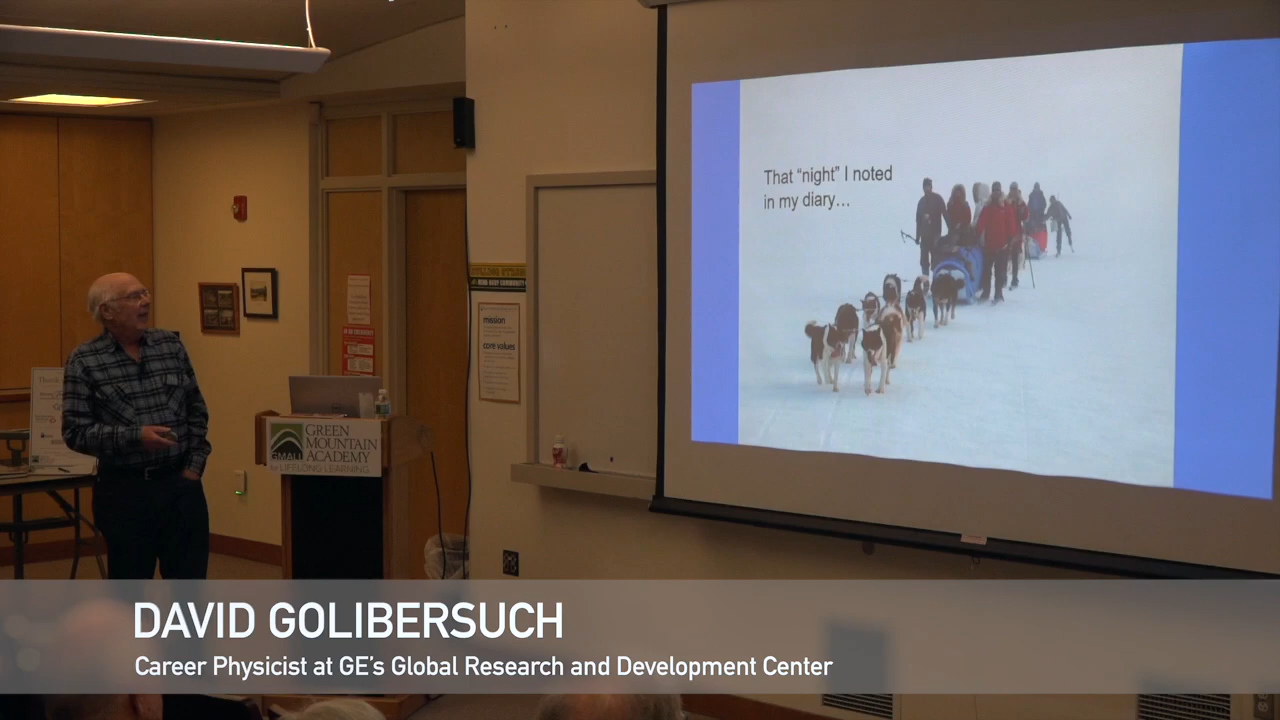 That “night” I noted
in my diary…
mission
core values
GREEN
MOUNTAIN
GMALL
ACADEMY
for LIFELONG LEARNING
DAVID GOLIBERSUCH
Career Physicist at GE's Global Research and Development Center